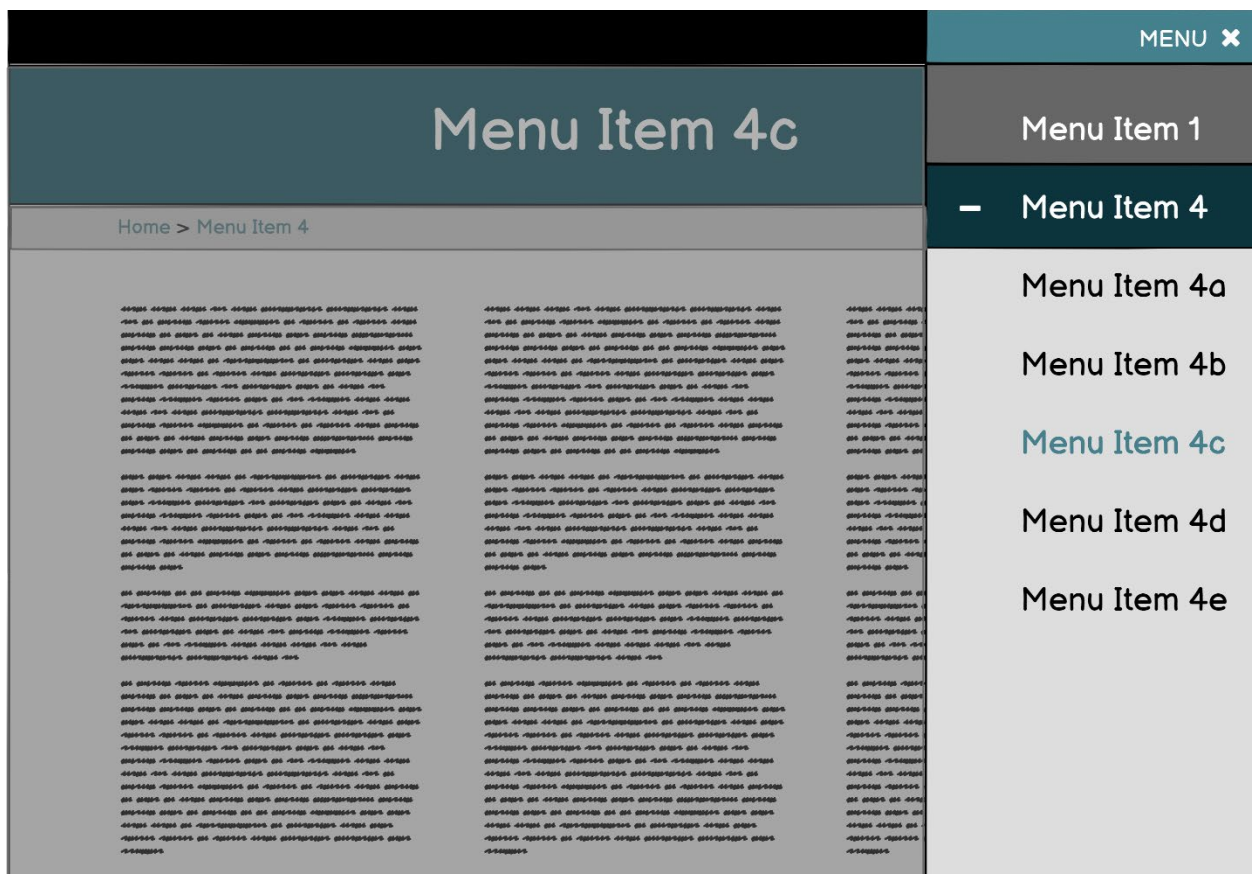 MENU ✖
Menu Item 4c
Menu Item 1
– Menu Item 4
Home > Menu Item 4
Menu Item 4a
Menu Item 4b
Menu Item 4c
Menu Item 4d
Menu Item 4e